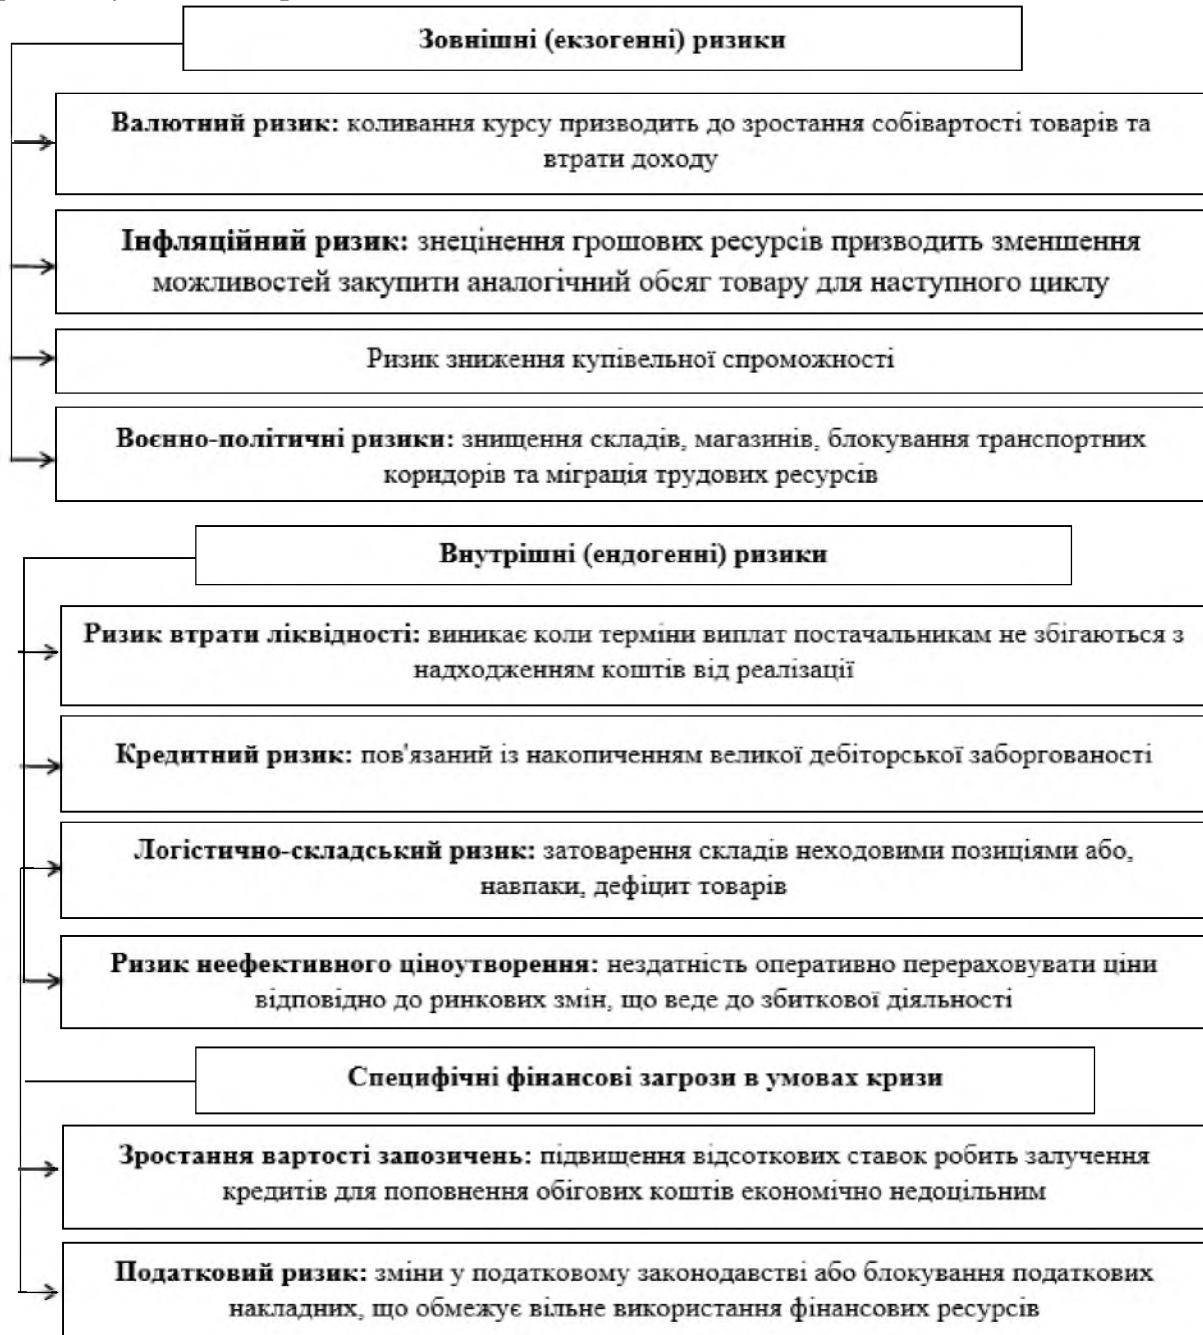 Зовнішні (екзогенні) ризики
Валютний ризик: коливання курсу призводить до зростання собівартості товарів та
втрати доходу
Інфляційний ризик: знецінення грошових ресурсів призводить зменшення
можливостей закупити аналогічний обсяг товару для наступного циклу
Ризик зниження купівельної спроможності
Воєнно-політичні ризики: знищення складів, магазинів, блокування транспортних
коридорів та міграція трудових ресурсів
Внутрішні (ендогенні) ризики
Ризик втрати ліквідності: виникає коли терміни виплат постачальникам не збігаються з
надходженням коштів від реалізації
Кредитний ризик: пов'язаний із накопиченням великої дебіторської заборгованості
Логістично-складський ризик: затоварення складів неходовими позиціями або,
навпаки, дефіцит товарів
Ризик неефективного ціноутворення: нездатність оперативно перераховувати ціни
відповідно до ринкових змін, що веде до збиткової діяльності
Специфічні фінансові загрози в умовах кризи
Зростання вартості запозичень: підвищення відсоткових ставок робить залучення
кредитів для поповнення обігових коштів економічно недоцільним
Податковий ризик: зміни у податковому законодавстві або блокування податкових
накладних, що обмежує вільне використання фінансових ресурсів